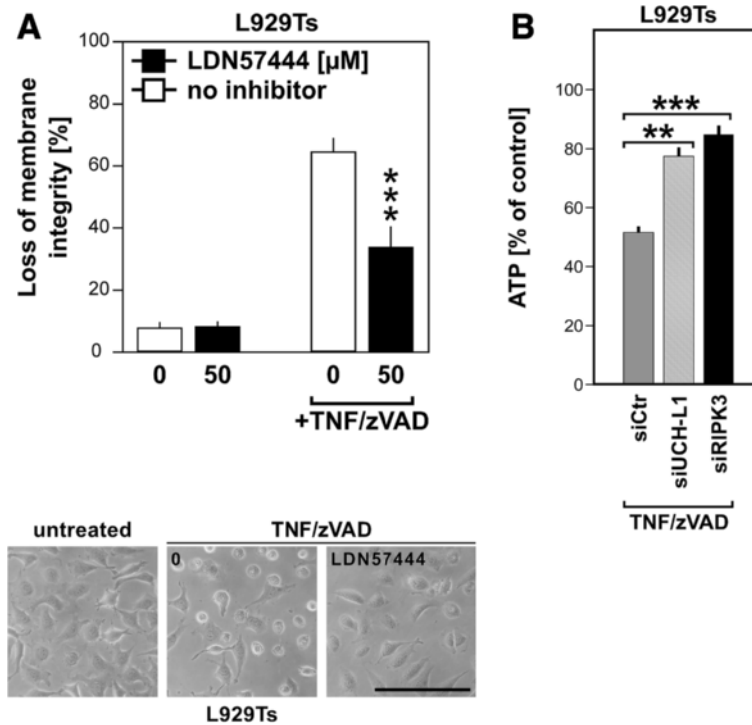 A
L929Ts
Loss of membrane
integrity [%]
100
80
60
40
20
0
LDN57444 [µM]
no inhibitor
***
0 50 0 50
+TNF/zVAD
untreated TNF/zVAD
0 LDN57444
L929Ts
B
L929Ts
ATP [% of control]
100
80
60
40
80
0
***
**
siCtr
siUCH-L1
siRIPK3
TNF/zVAD